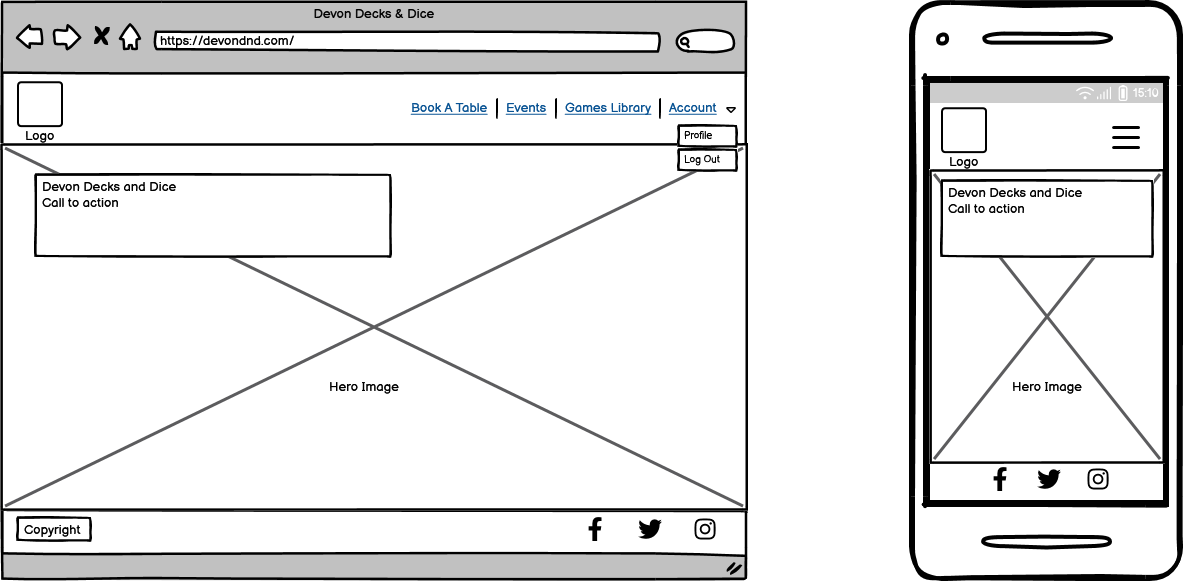 Devon Decks & Dice
https://devondnd.com/
Logo
Book A Table
Events
Games Library
Account
Profile
Log Out
Devon Decks and Dice
Call to action
Hero Image
Copyright
15:10
Logo
Devon Decks and Dice
Call to action
Hero Image